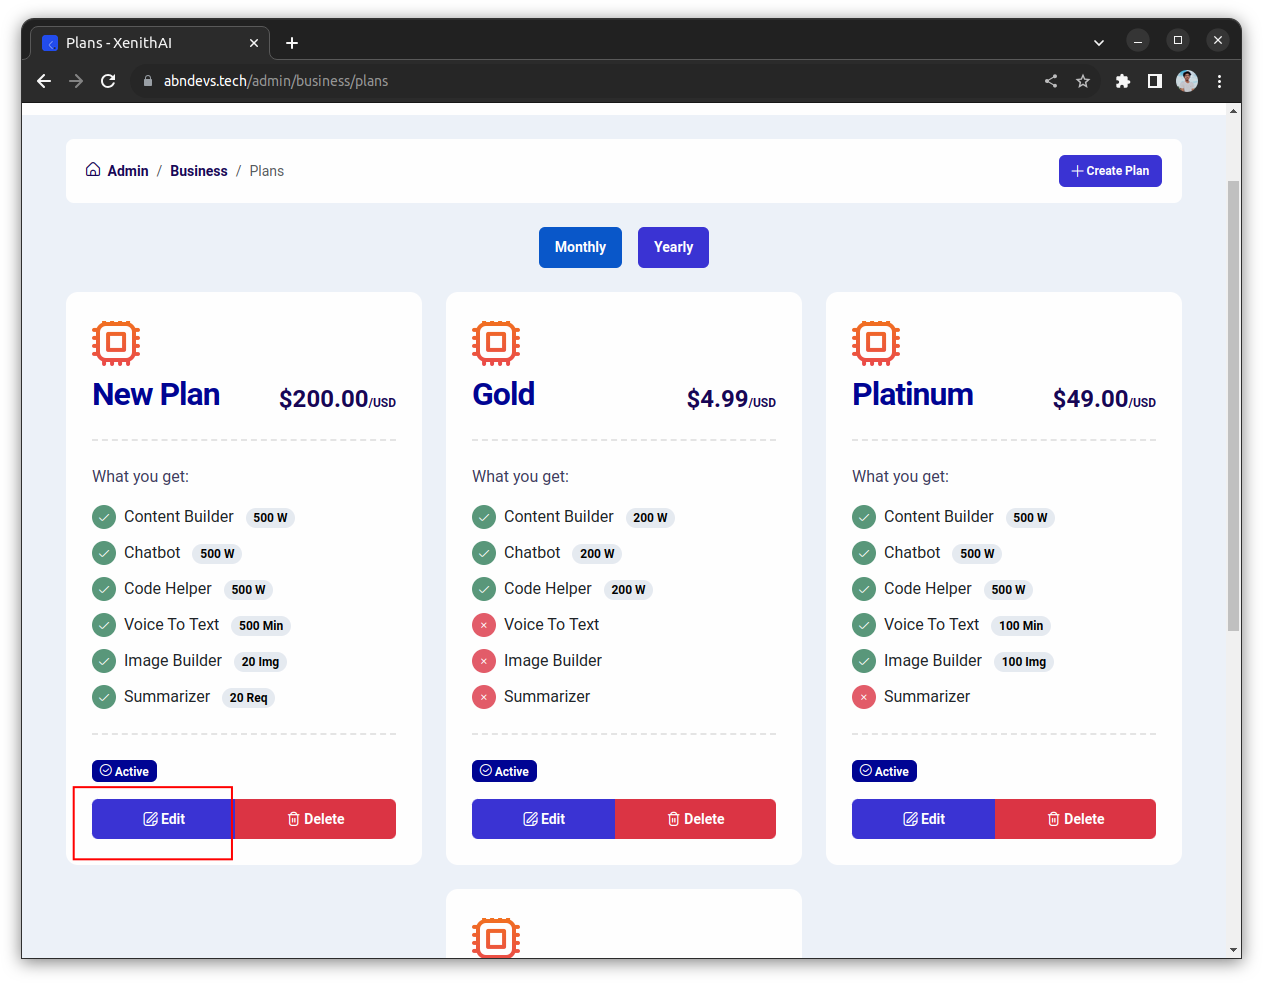 Plans - XenithAI
abndevs.tech/admin/business/plans
Admin / Business / Plans
Create Plan
Monthly
Yearly
New Plan
$200.00/USD
What you get:
Content Builder 500 W
Chatbot 500 W
Code Helper 500 W
Voice To Text 500 Min
Image Builder 20 Img
Summarizer 20 Req
Active
Edit
Delete
Gold
$4.99/USD
What you get:
Content Builder 200 W
Chatbot 200 W
Code Helper 200 W
Voice To Text
Image Builder
Summarizer
Active
Edit
Delete
Platinum
$49.00/USD
What you get:
Content Builder 500 W
Chatbot 500 W
Code Helper 500 W
Voice To Text 100 Min
Image Builder 100 Img
Summarizer
Active
Edit
Delete